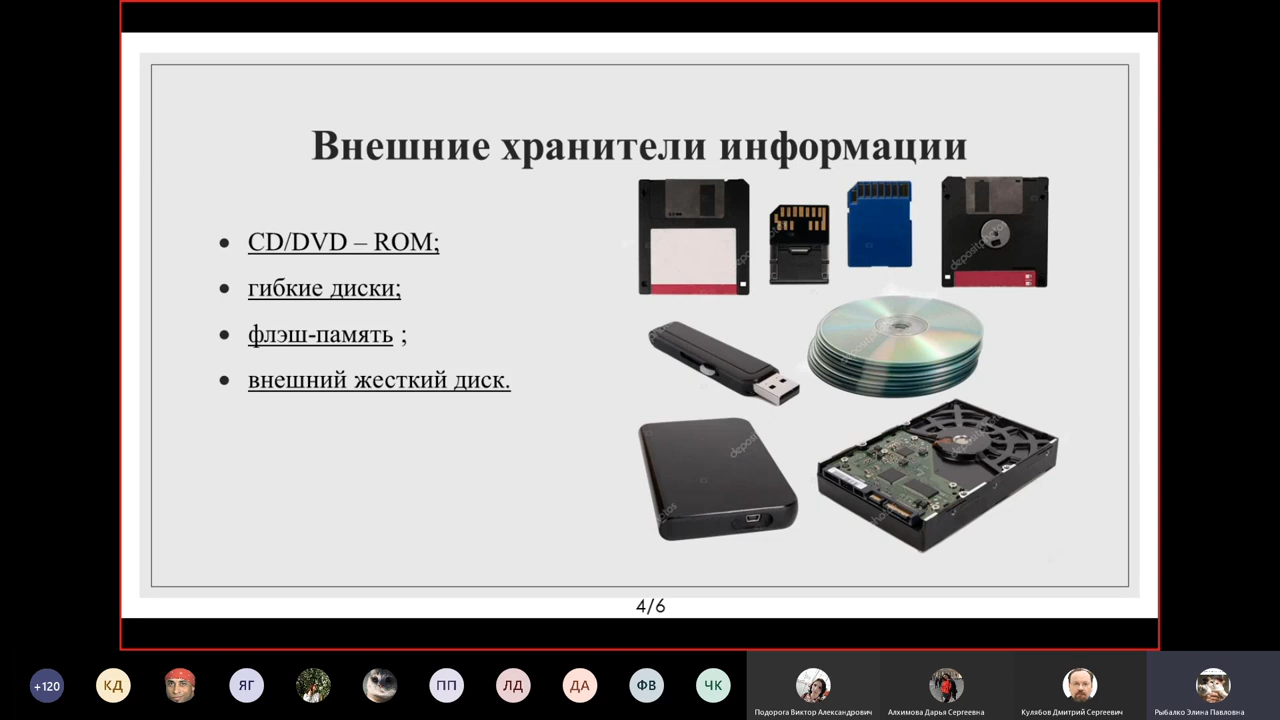 Внешние хранители информации
CD/DVD – ROM;
гибкие диски;
флэш-память ;
внешний жесткий диск.
4/6
+120
КД
ЯГ
ПП
ЛД
ДА
ФВ
ЧК
Подорога Виктор Александрович
Алхимова Дарья Сергеевна
Кулябов Дмитрий Сергеевич
Рыбалко Элина Павловна